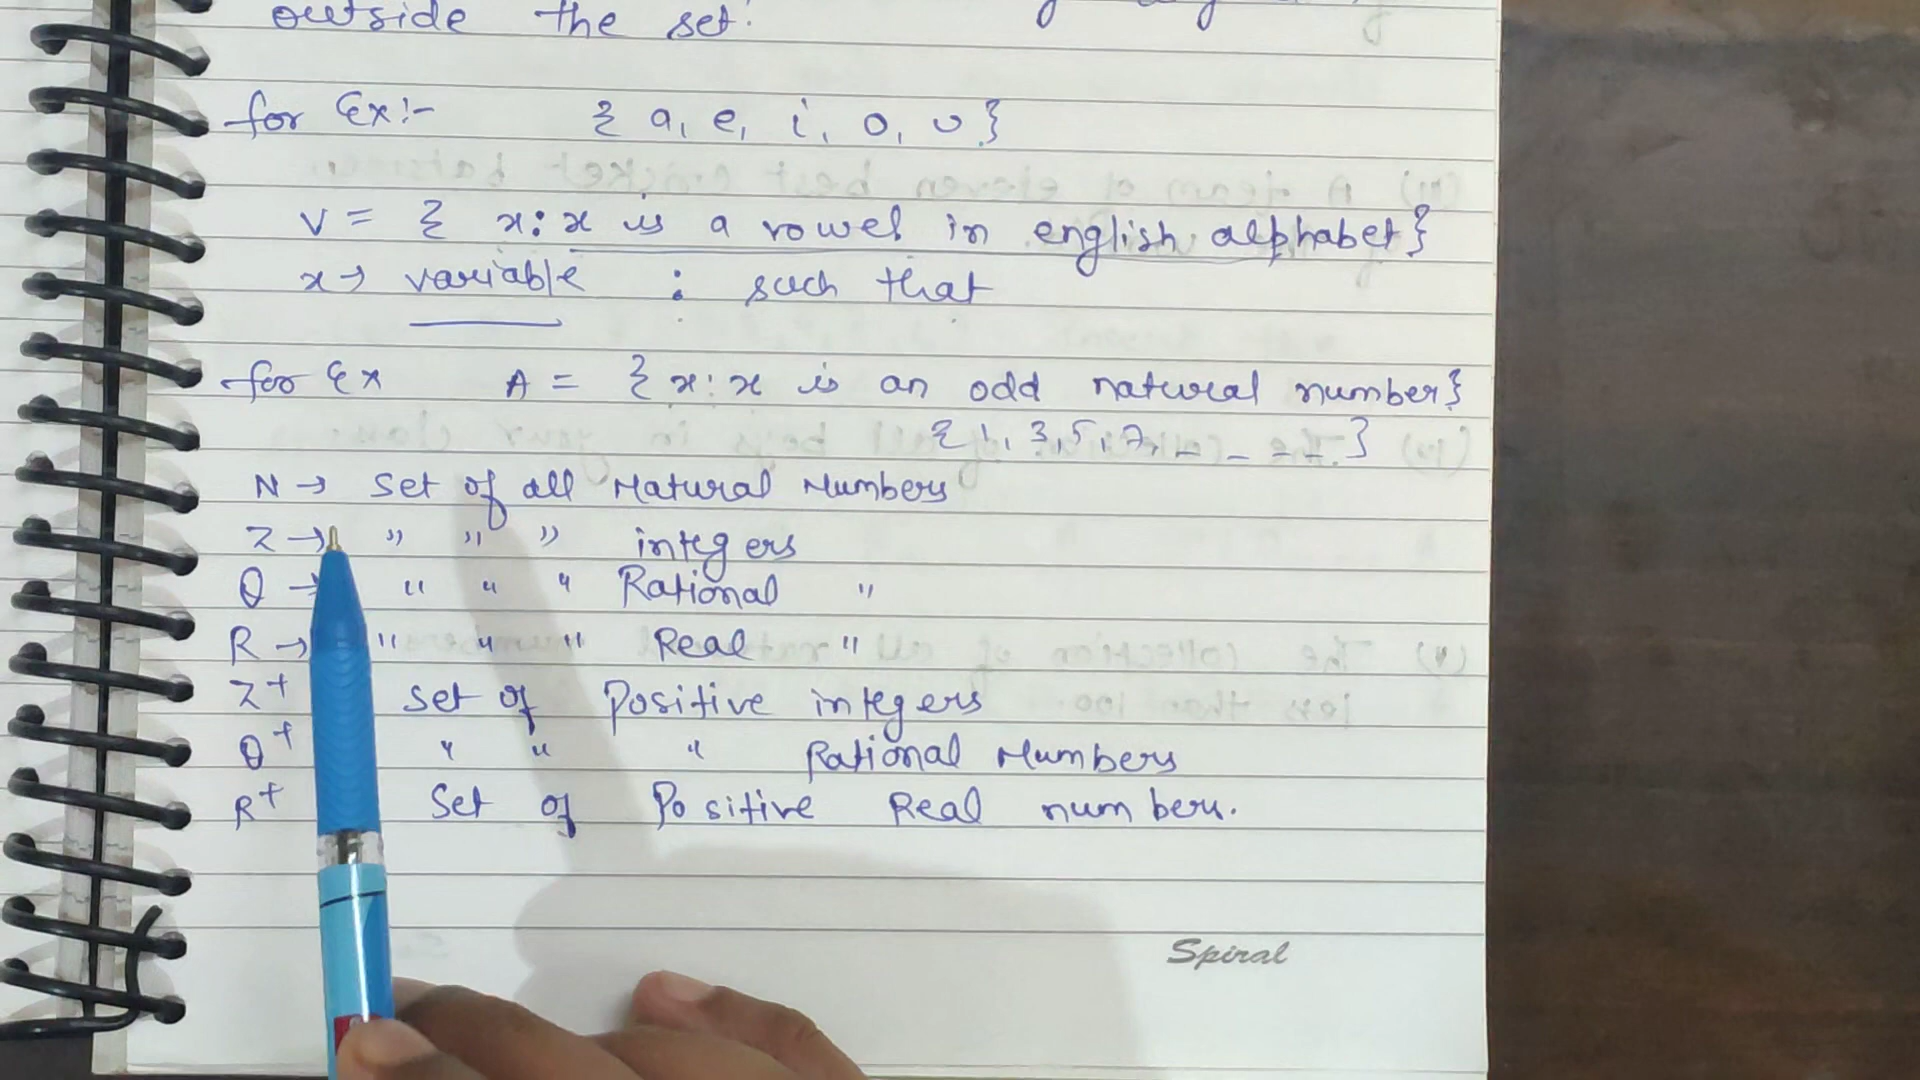 outside the set.
for Ex:- { a, e, i, o, u }
V = { x : x is a vowel in english alphabet }
x → variable : such that
for Ex A = { x : x is an odd natural number }
{ 1, 3, 5, 7, _ _ _ _ }
N → Set of all Natural Numbers
Z → " " " integers
Q → " " " Rational "
R → " " " Real "
Z+ Set of Positive integers
Q+ " " " Rational Numbers
R+ Set of Positive Real numbers.
Spiral